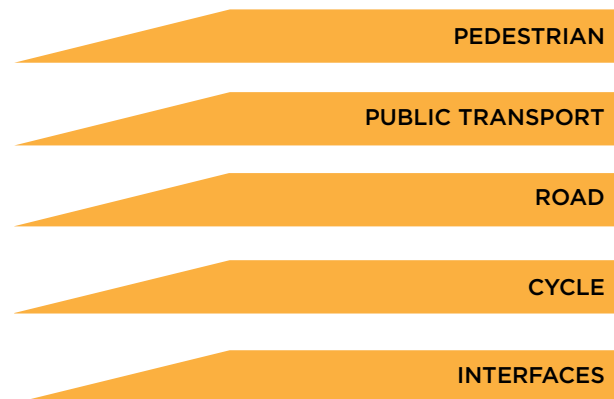 PEDESTRIAN
PUBLIC TRANSPORT
ROAD
CYCLE
INTERFACES